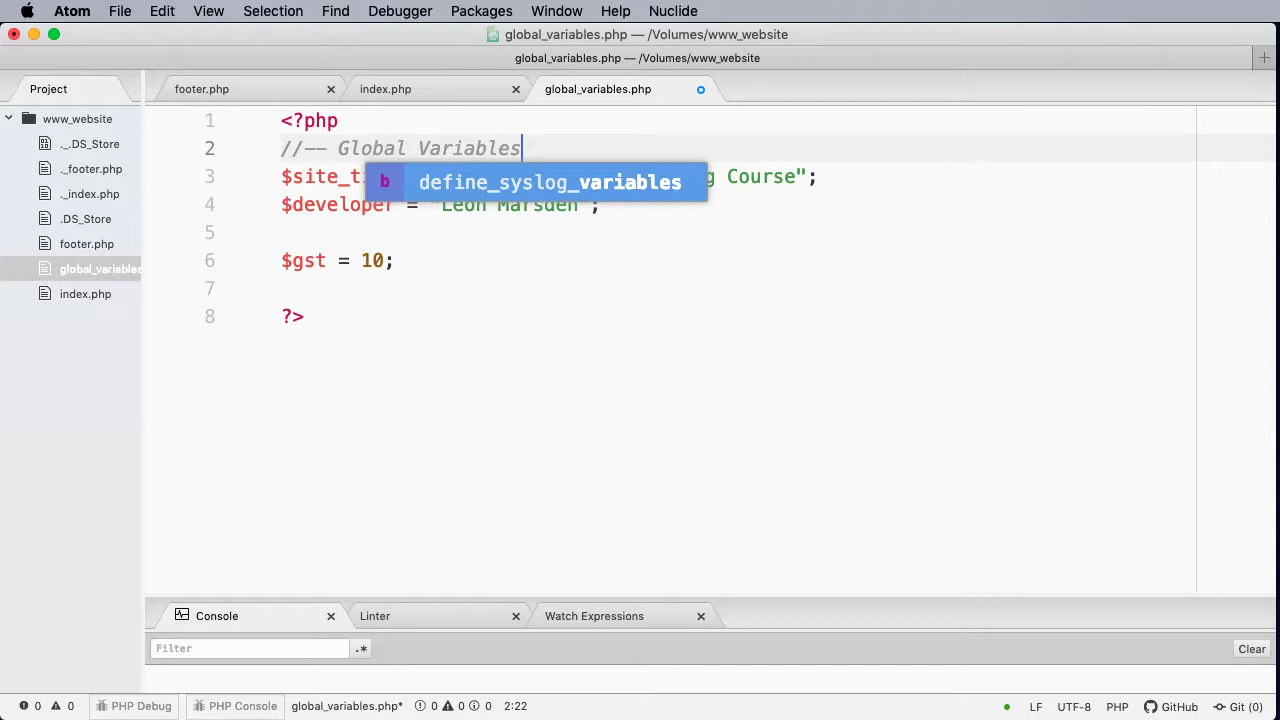 Atom File Edit View Selection Find Debugger Packages Window Help Nuclide
global_variables.php — /Volumes/www_website
global_variables.php — /Volumes/www_website
Project footer.php index.php global_variables.php
www_website
._.DS_Store
._footer.php
._index.php
.DS_Store
footer.php
global_variables
index.php
1 <?php
2 //-- Global Variables
3 $site_t g Course";
define_syslog_variables
4 $developer = "Leon Marsden";
5
6 $gst = 10;
7
8 ?>
Console Linter Watch Expressions
Filter .* Clear
0 0 PHP Debug PHP Console global_variables.php* 0 0 0 2:22 LF UTF-8 PHP GitHub Git (0)